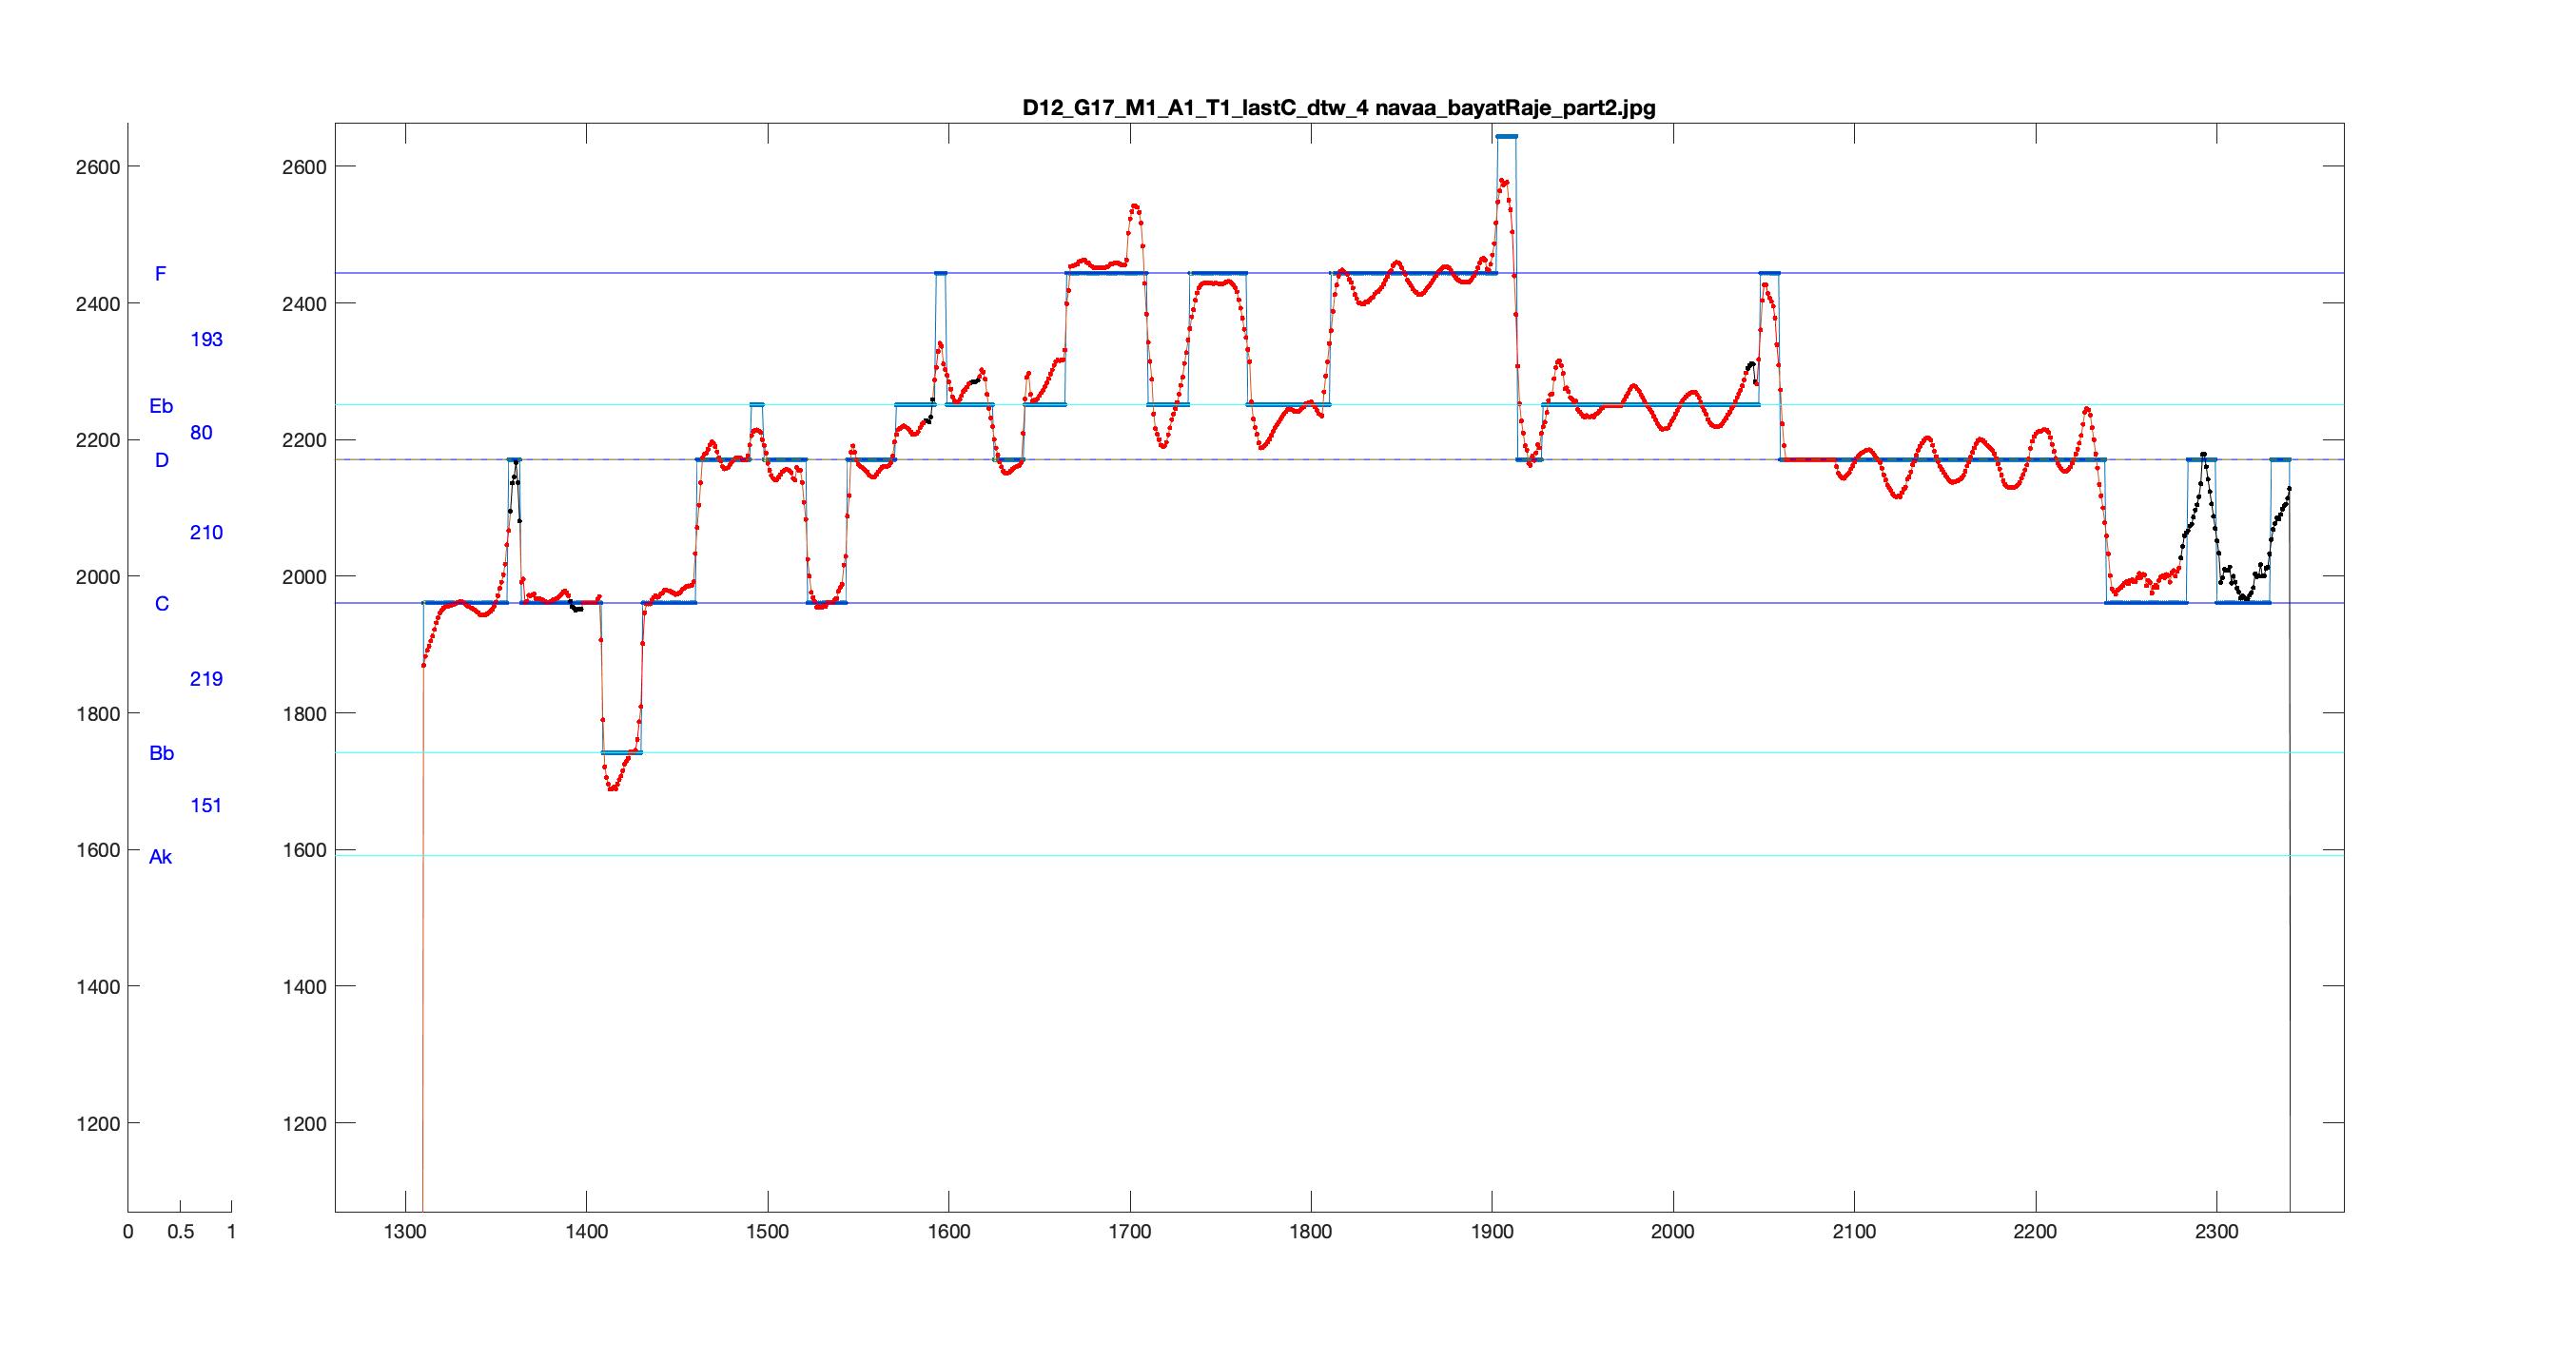 D12_G17_M1_A1_T1_lastC_dtw_4 navaa_bayatRaje_part2.jpg
2600 2600
F
2400 2400
193
Eb
80
2200 2200
D
210
2000 2000
C
219
1800 1800
Bb
151
1600 Ak 1600
1400 1400
1200 1200
0 0.5 1 1300 1400 1500 1600 1700 1800 1900 2000 2100 2200 2300